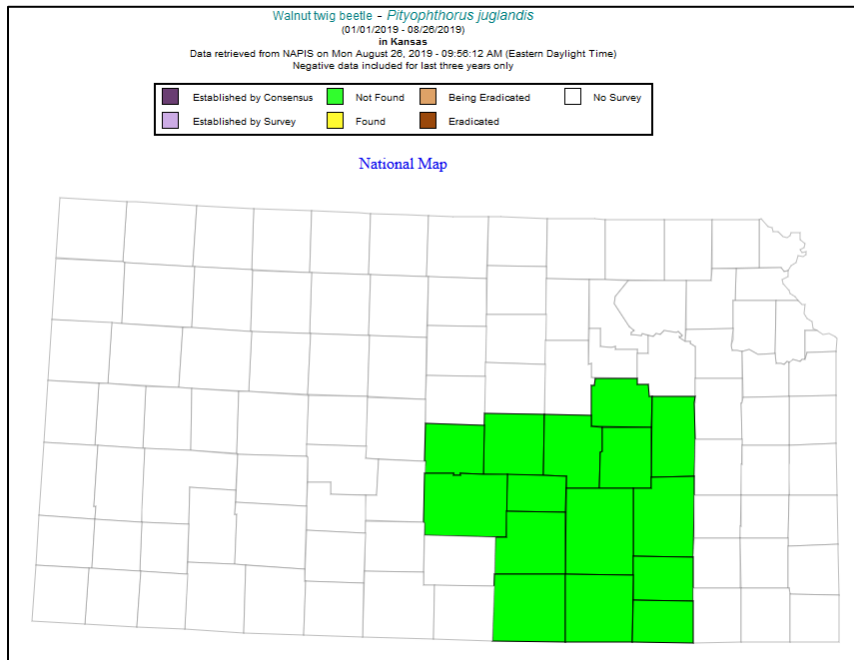 Walnut twig beetle - Pityophthorus juglandis
(01/01/2019 - 08/26/2019)
in Kansas
Data retrieved from NAPIS on Mon August 26, 2019 - 09:56:12 AM (Eastern Daylight Time)
Negative data included for last three years only
Established by Consensus Not Found Being Eradicated No Survey
Established by Survey Found Eradicated
National Map